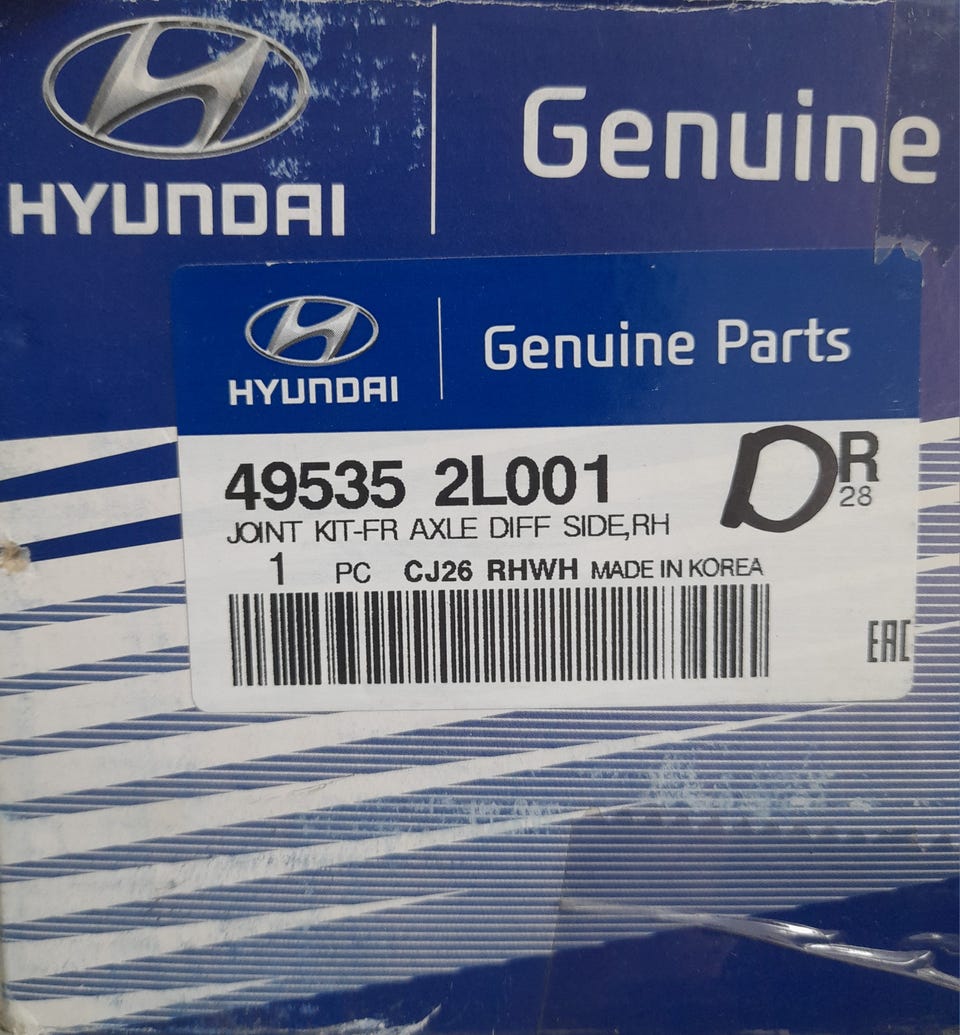 HYUNDAI
Genuine
HYUNDAI
Genuine Parts
49535 2L001
D
R
28
JOINT KIT-FR AXLE DIFF SIDE,RH
1 PC CJ26 RHWH MADE IN KOREA
EAC